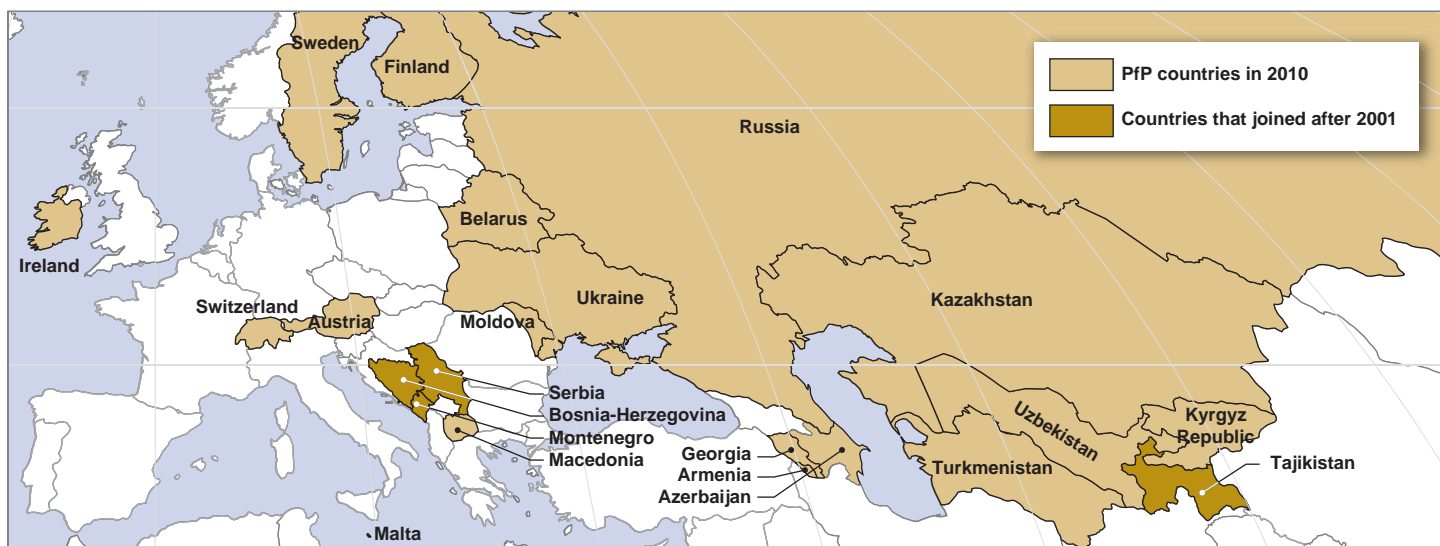 Sweden
Finland
PfP countries in 2010
Countries that joined after 2001
Russia
Belarus
Ireland
Ukraine
Kazakhstan
Switzerland
Austria
Moldova
Serbia
Bosnia-Herzegovina
Montenegro
Macedonia
Georgia
Armenia
Azerbaijan
Uzbekistan
Turkmenistan
Kyrgyz
Republic
Tajikistan
Malta